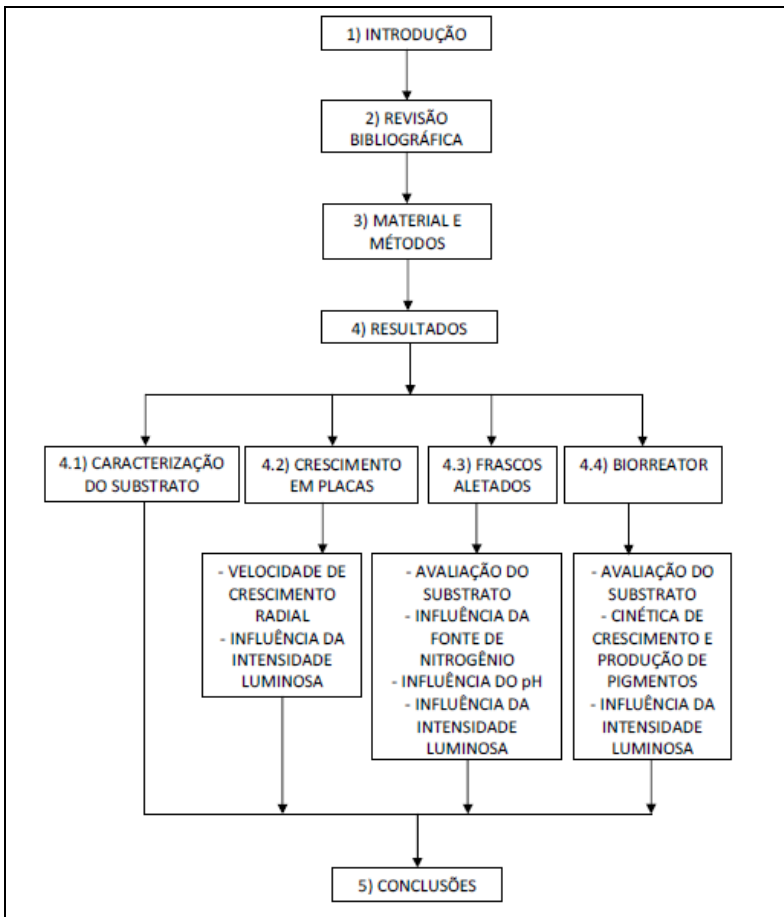 1) INTRODUÇÃO
2) REVISÃO
BIBLIOGRÁFICA
3) MATERIAL E
MÉTODOS
4) RESULTADOS
4.1) CARACTERIZAÇÃO
DO SUBSTRATO
4.2) CRESCIMENTO
EM PLACAS
4.3) FRASCOS
ALETADOS
4.4) BIORREATOR
- VELOCIDADE DE
CRESCIMENTO
RADIAL
- INFLUÊNCIA DA
INTENSIDADE
LUMINOSA
- AVALIAÇÃO DO
SUBSTRATO
- INFLUÊNCIA DA
FONTE DE
NITROGÊNIO
- INFLUÊNCIA DO pH
- INFLUÊNCIA DA
INTENSIDADE
LUMINOSA
- AVALIAÇÃO DO
SUBSTRATO
- CINÉTICA DE
CRESCIMENTO E
PRODUÇÃO DE
PIGMENTOS
- INFLUÊNCIA DA
INTENSIDADE
LUMINOSA
5) CONCLUSÕES